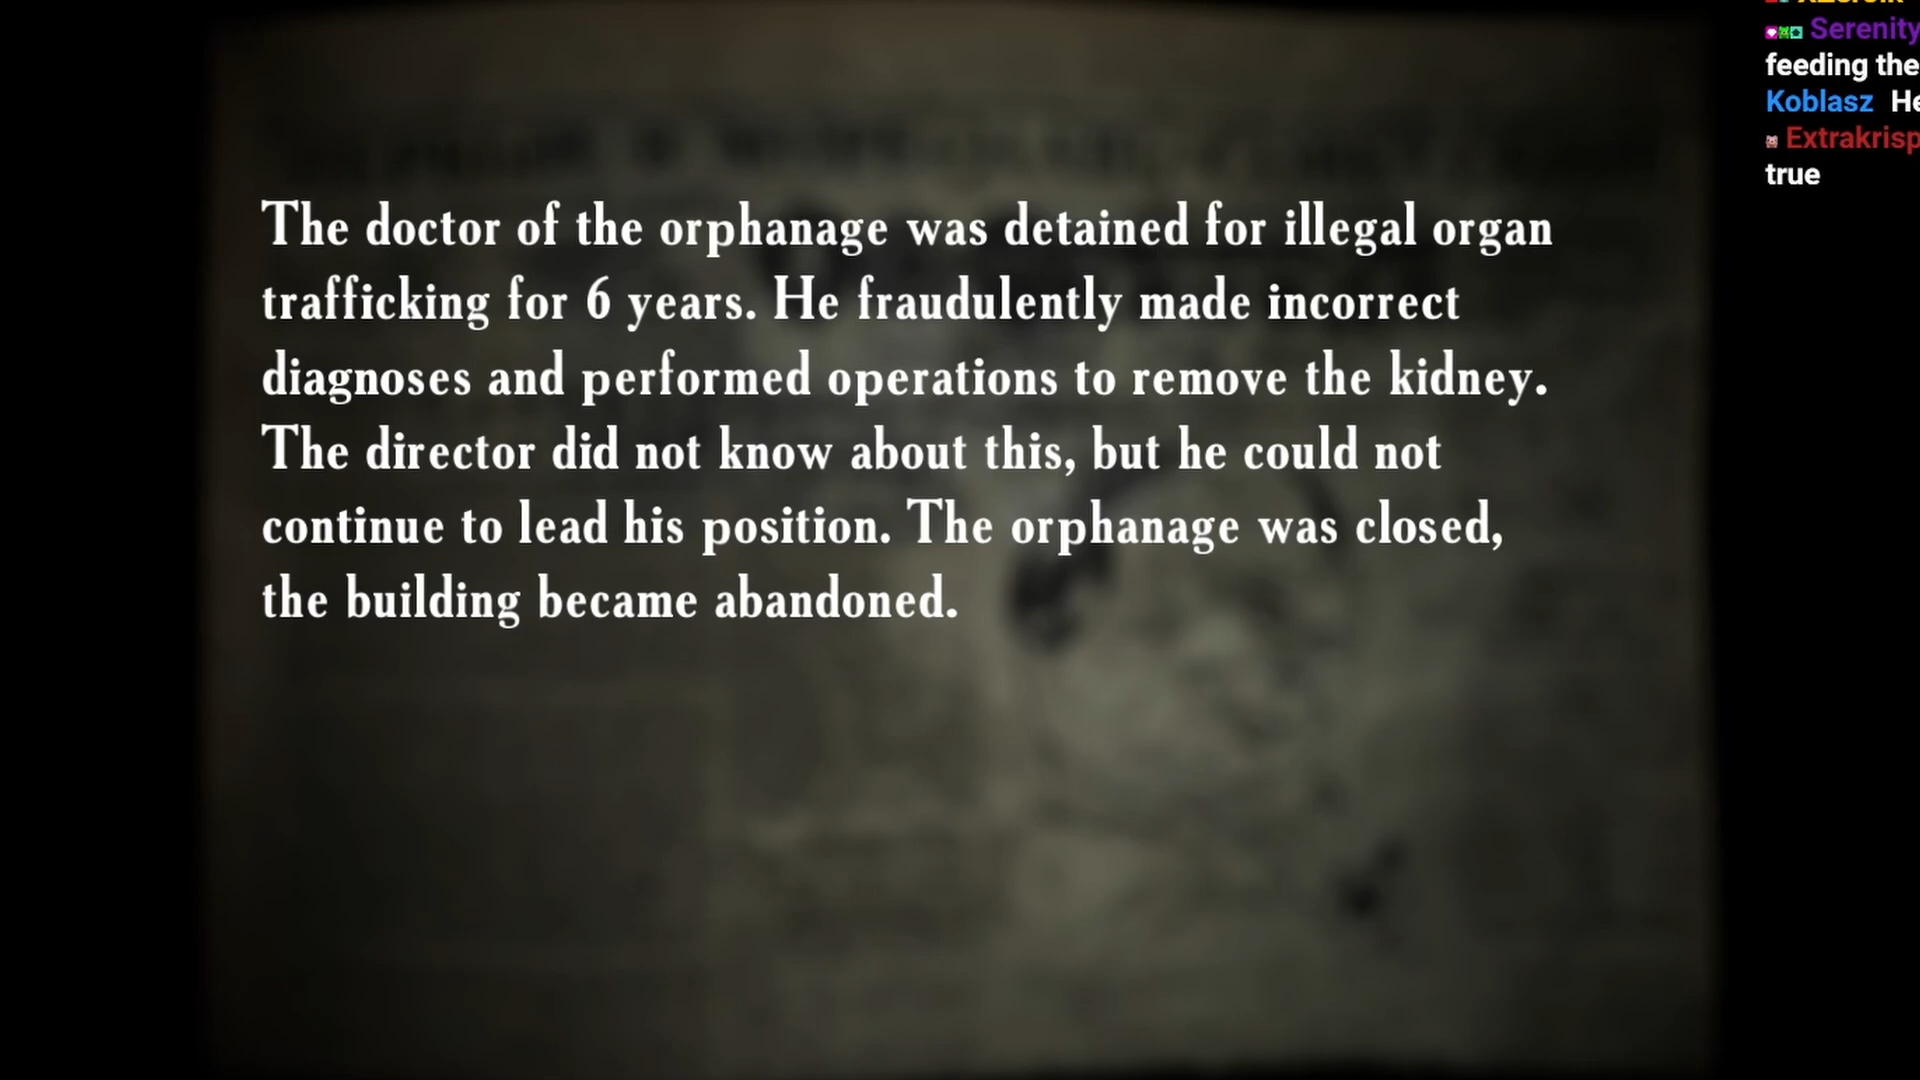 The doctor of the orphanage was detained for illegal organ
trafficking for 6 years. He fraudulently made incorrect
diagnoses and performed operations to remove the kidney.
The director did not know about this, but he could not
continue to lead his position. The orphanage was closed,
the building became abandoned.
Serenity
feeding the
Koblasz He
Extrakrisp
true